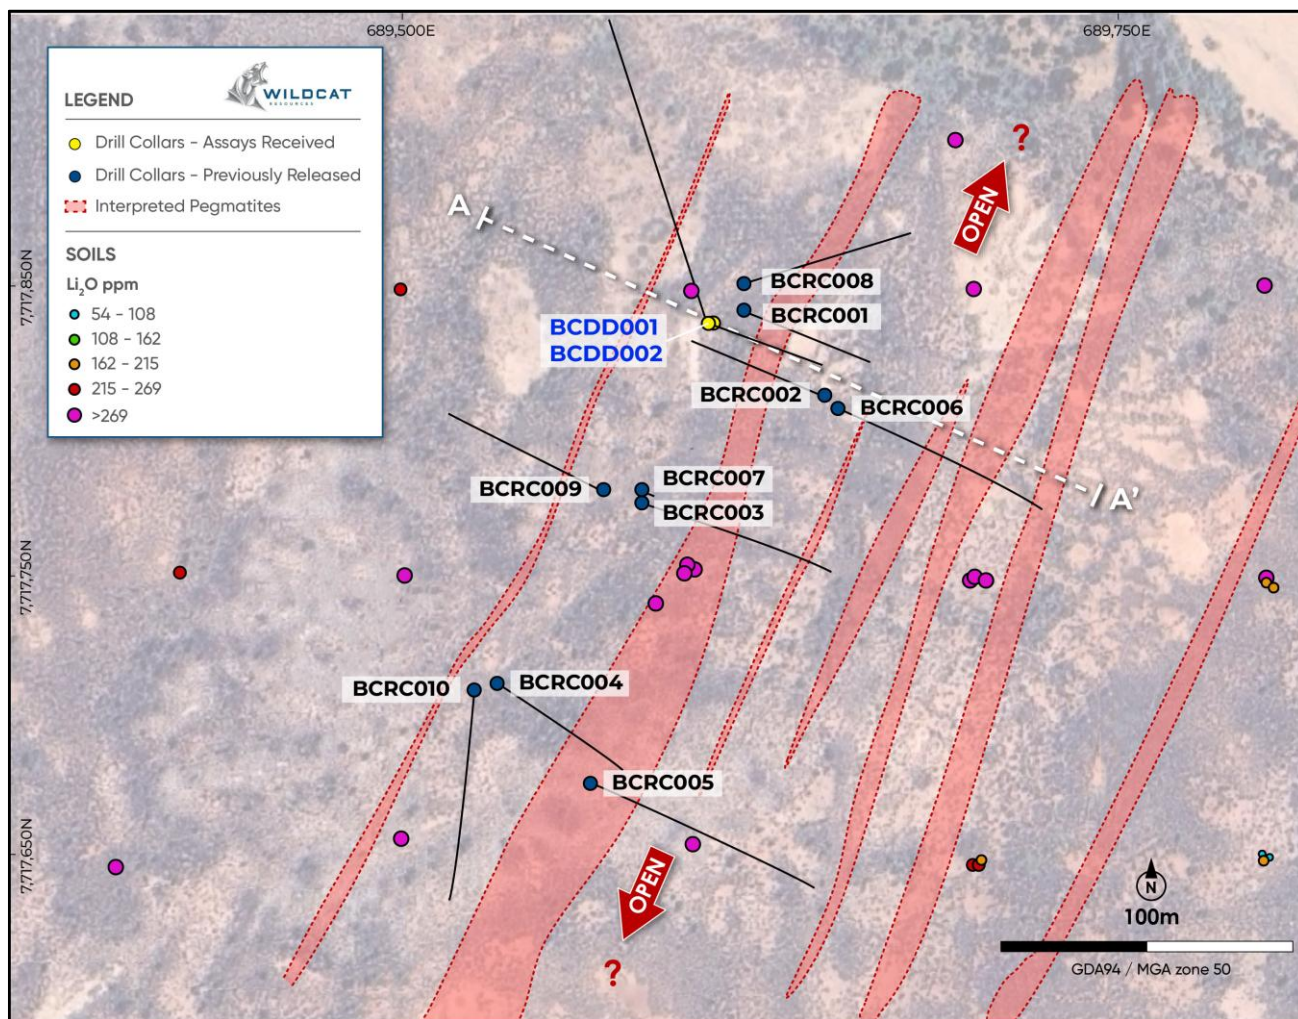 689,500E
689,750E
LEGEND
WILDCAT
RESOURCES
Drill Collars - Assays Received
Drill Collars - Previously Released
Interpreted Pegmatites
SOILS
Li₂O ppm
54 - 108
108 - 162
162 - 215
215 - 269
>269
A
?
OPEN
7,717,850N
BCRC008
BCRC001
BCDD001
BCDD002
BCRC002
BCRC006
A'
BCRC009
BCRC007
BCRC003
7,717,750N
BCRC010
BCRC004
BCRC005
7,717,650N
OPEN
?
N
100m
GDA94 / MGA zone 50